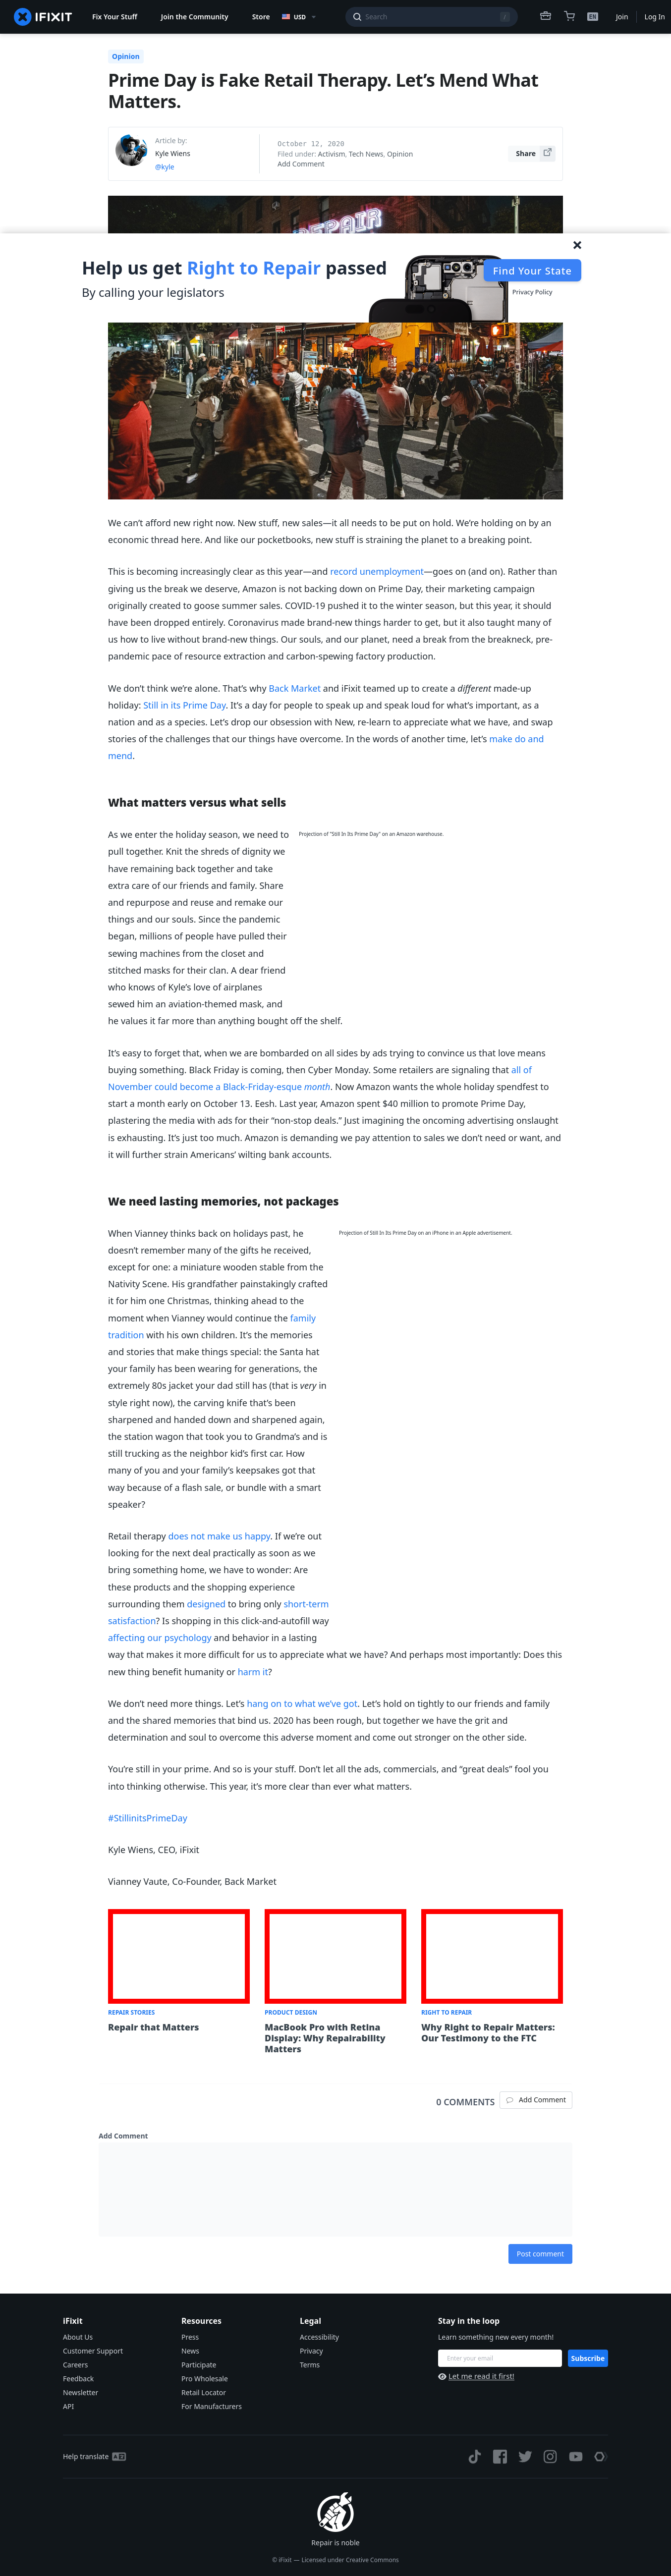 IFIXIT
Fix Your Stuff
Join the Community
Store
USD
Search
/
EN
Join
Log In
Opinion
Prime Day is Fake Retail Therapy. Let’s Mend What
Matters.
Article by:
Kyle Wiens
@kyle
October 12, 2020
Filed under: Activism, Tech News, Opinion
Add Comment
Share
REPAIR
Help us get Right to Repair passed
By calling your legislators
Find Your State
Privacy Policy
We can’t afford new right now. New stuff, new sales—it all needs to be put on hold. We’re holding on by an
economic thread here. And like our pocketbooks, new stuff is straining the planet to a breaking point.
This is becoming increasingly clear as this year—and record unemployment—goes on (and on). Rather than
giving us the break we deserve, Amazon is not backing down on Prime Day, their marketing campaign
originally created to goose summer sales. COVID-19 pushed it to the winter season, but this year, it should
have been dropped entirely. Coronavirus made brand-new things harder to get, but it also taught many of
us how to live without brand-new things. Our souls, and our planet, need a break from the breakneck, pre-
pandemic pace of resource extraction and carbon-spewing factory production.
We don’t think we’re alone. That’s why Back Market and iFixit teamed up to create a different made-up
holiday: Still in its Prime Day. It’s a day for people to speak up and speak loud for what’s important, as a
nation and as a species. Let’s drop our obsession with New, re-learn to appreciate what we have, and swap
stories of the challenges that our things have overcome. In the words of another time, let’s make do and
mend.
What matters versus what sells
As we enter the holiday season, we need to
pull together. Knit the shreds of dignity we
have remaining back together and take
extra care of our friends and family. Share
and repurpose and reuse and remake our
things and our souls. Since the pandemic
began, millions of people have pulled their
sewing machines from the closet and
stitched masks for their clan. A dear friend
who knows of Kyle’s love of airplanes
sewed him an aviation-themed mask, and
he values it far more than anything bought off the shelf.
Projection of "Still In Its Prime Day" on an Amazon warehouse.
It’s easy to forget that, when we are bombarded on all sides by ads trying to convince us that love means
buying something. Black Friday is coming, then Cyber Monday. Some retailers are signaling that all of
November could become a Black-Friday-esque month. Now Amazon wants the whole holiday spendfest to
start a month early on October 13. Eesh. Last year, Amazon spent $40 million to promote Prime Day,
plastering the media with ads for their “non-stop deals.” Just imagining the oncoming advertising onslaught
is exhausting. It’s just too much. Amazon is demanding we pay attention to sales we don’t need or want, and
it will further strain Americans’ wilting bank accounts.
We need lasting memories, not packages
When Vianney thinks back on holidays past, he
doesn’t remember many of the gifts he received,
except for one: a miniature wooden stable from the
Nativity Scene. His grandfather painstakingly crafted
it for him one Christmas, thinking ahead to the
moment when Vianney would continue the family
tradition with his own children. It’s the memories
and stories that make things special: the Santa hat
your family has been wearing for generations, the
extremely 80s jacket your dad still has (that is very in
style right now), the carving knife that’s been
sharpened and handed down and sharpened again,
the station wagon that took you to Grandma’s and is
still trucking as the neighbor kid’s first car. How
many of you and your family’s keepsakes got that
way because of a flash sale, or bundle with a smart
speaker?
Projection of Still In Its Prime Day on an iPhone in an Apple advertisement.
Retail therapy does not make us happy. If we’re out
looking for the next deal practically as soon as we
bring something home, we have to wonder: Are
these products and the shopping experience
surrounding them designed to bring only short-term
satisfaction? Is shopping in this click-and-autofill way
affecting our psychology and behavior in a lasting
way that makes it more difficult for us to appreciate what we have? And perhaps most importantly: Does this
new thing benefit humanity or harm it?
We don’t need more things. Let’s hang on to what we’ve got. Let’s hold on tightly to our friends and family
and the shared memories that bind us. 2020 has been rough, but together we have the grit and
determination and soul to overcome this adverse moment and come out stronger on the other side.
You’re still in your prime. And so is your stuff. Don’t let all the ads, commercials, and “great deals” fool you
into thinking otherwise. This year, it’s more clear than ever what matters.
#StillinitsPrimeDay
Kyle Wiens, CEO, iFixit
Vianney Vaute, Co-Founder, Back Market
REPAIR STORIES
Repair that Matters
PRODUCT DESIGN
MacBook Pro with Retina
Display: Why Repairability
Matters
RIGHT TO REPAIR
Why Right to Repair Matters:
Our Testimony to the FTC
0 COMMENTS
Add Comment
Add Comment
Post comment
iFixit
About Us
Customer Support
Careers
Feedback
Newsletter
API
Resources
Press
News
Participate
Pro Wholesale
Retail Locator
For Manufacturers
Legal
Accessibility
Privacy
Terms
Stay in the loop
Learn something new every month!
Enter your email
Subscribe
Let me read it first!
Help translate
Repair is noble
© iFixit — Licensed under Creative Commons